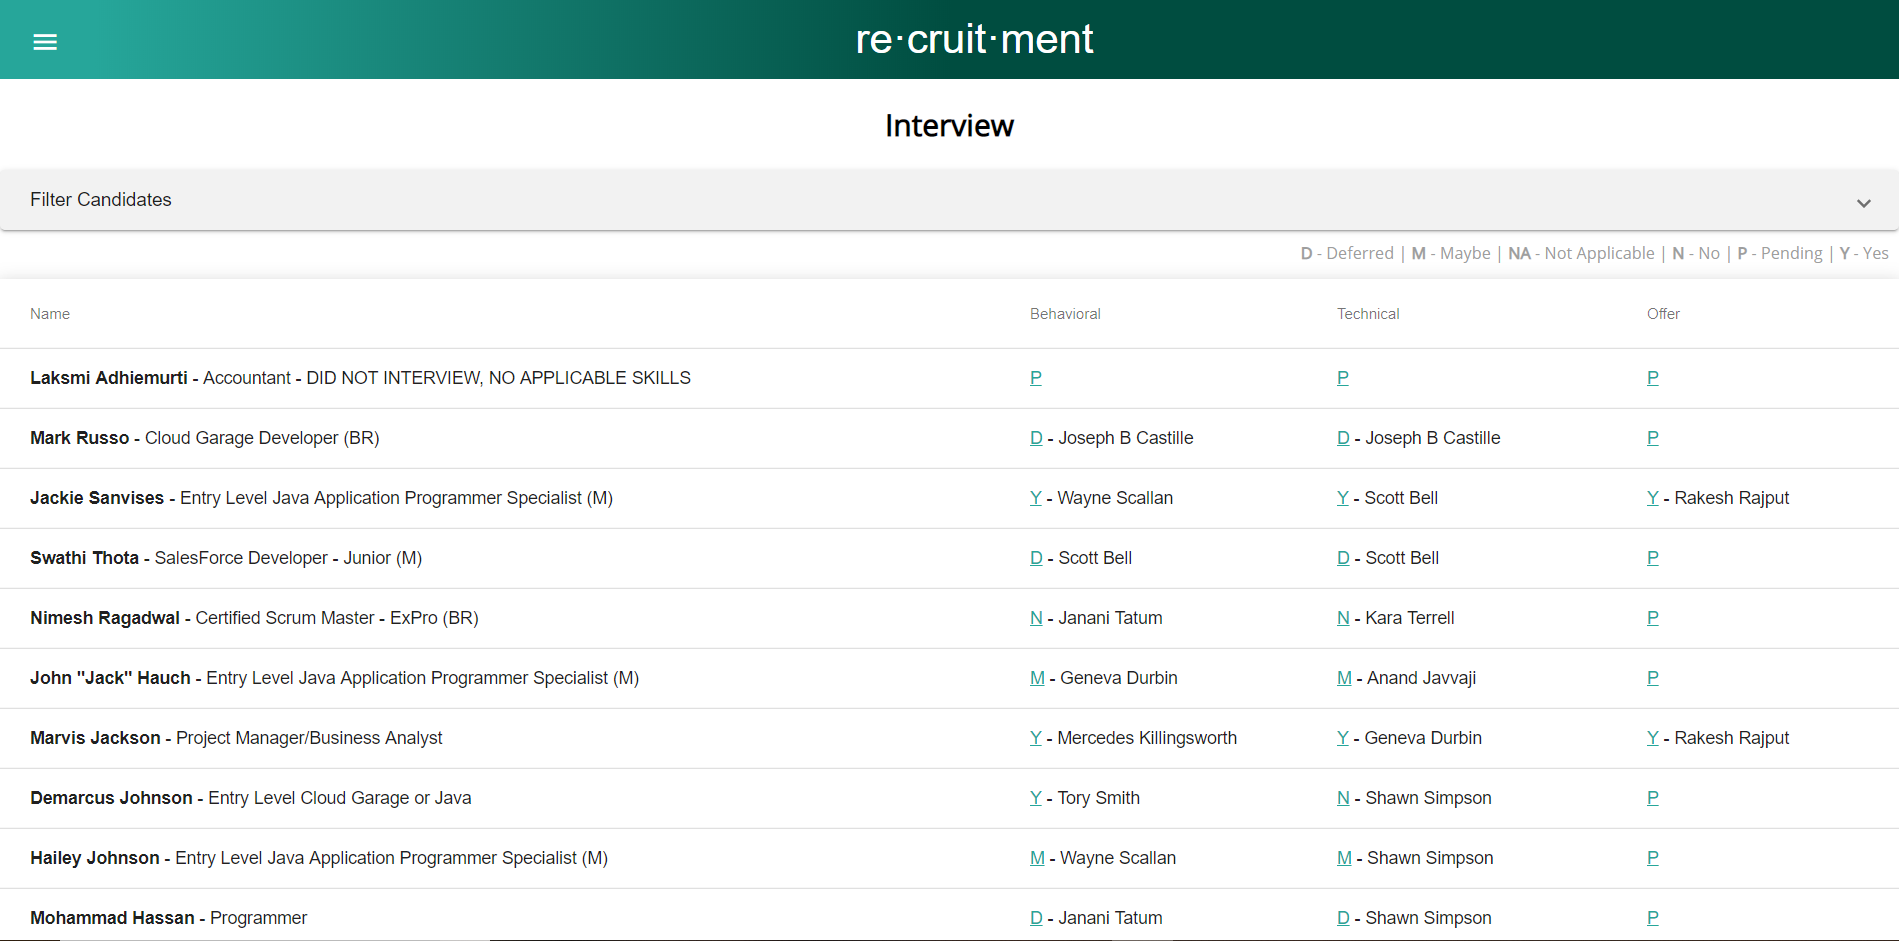 re·cruit·ment
Interview
Filter Candidates
D - Deferred | M - Maybe | NA - Not Applicable | N - No | P - Pending | Y - Yes
Name Behavioral Technical Offer
Laksmi Adhiemurti - Accountant - DID NOT INTERVIEW, NO APPLICABLE SKILLS P P P
Mark Russo - Cloud Garage Developer (BR) D - Joseph B Castille D - Joseph B Castille P
Jackie Sanvises - Entry Level Java Application Programmer Specialist (M) Y - Wayne Scallan Y - Scott Bell Y - Rakesh Rajput
Swathi Thota - SalesForce Developer - Junior (M) D - Scott Bell D - Scott Bell P
Nimesh Ragadwal - Certified Scrum Master - ExPro (BR) N - Janani Tatum N - Kara Terrell P
John "Jack" Hauch - Entry Level Java Application Programmer Specialist (M) M - Geneva Durbin M - Anand Javvaji P
Marvis Jackson - Project Manager/Business Analyst Y - Mercedes Killingsworth Y - Geneva Durbin Y - Rakesh Rajput
Demarcus Johnson - Entry Level Cloud Garage or Java Y - Tory Smith N - Shawn Simpson P
Hailey Johnson - Entry Level Java Application Programmer Specialist (M) M - Wayne Scallan M - Shawn Simpson P
Mohammad Hassan - Programmer D - Janani Tatum D - Shawn Simpson P